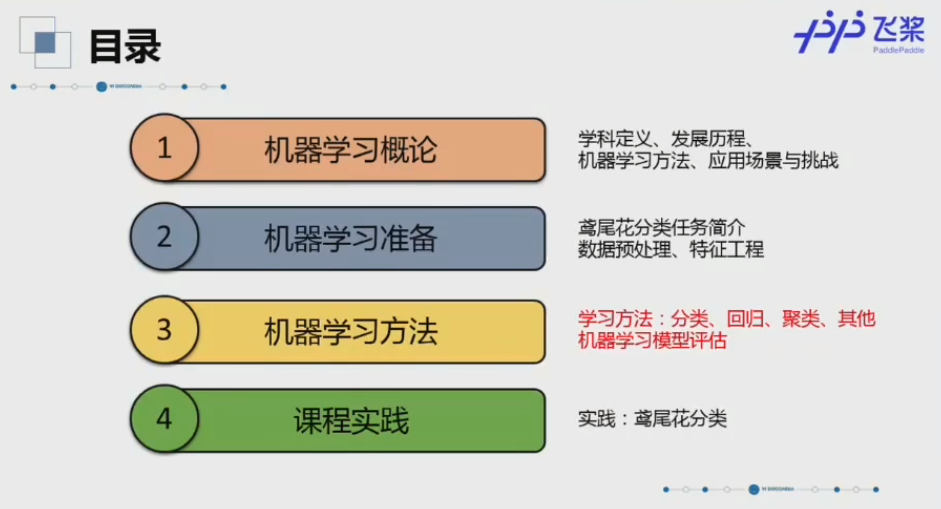 目录
飞桨
PaddlePaddle
1
机器学习概论
学科定义、发展历程、
机器学习方法、应用场景与挑战
2
机器学习准备
鸢尾花分类任务简介
数据预处理、特征工程
3
机器学习方法
学习方法：分类、回归、聚类、其他
机器学习模型评估
4
课程实践
实践：鸢尾花分类